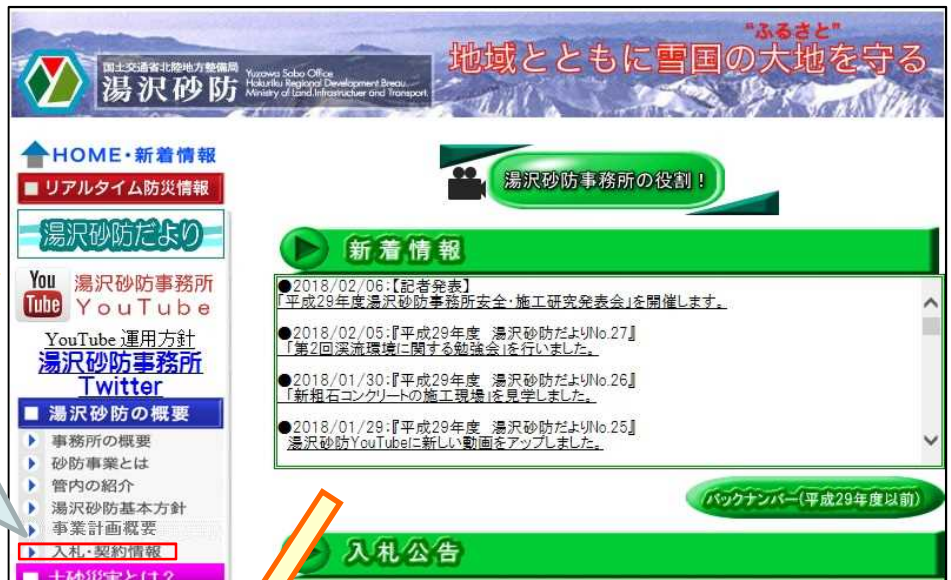 "ふるさと"
地域とともに雪国の大地を守る
国土交通省北陸地方整備局
湯沢砂防
Yuzawa Sabo Office
Hokuriku Regional Development Breau
Ministry of Land.Infrastructuer and Transport.
HOME・新着情報
■ リアルタイム防災情報
湯沢砂防だより
You Tube
湯沢砂防事務所
YouTube
YouTube 運用方針
湯沢砂防事務所
Twitter
■ 湯沢砂防の概要
事務所の概要
砂防事業とは
管内の紹介
湯沢砂防基本方針
事業計画概要
入札・契約情報
■ 土砂災害とは?
湯沢砂防事務所の役割!
新着情報
●2018/02/06:【記者発表】
「平成29年度湯沢砂防事務所安全・施工研究発表会」を開催します。
●2018/02/05:『平成29年度 湯沢砂防だよりNo.27』
「第2回渓流環境に関する勉強会」を行いました。
●2018/01/30:『平成29年度 湯沢砂防だよりNo.26』
「新粗石コンクリートの施工現場」を見学しました。
●2018/01/29:『平成29年度 湯沢砂防だよりNo.25』
湯沢砂防YouTubeに新しい動画をアップしました。
バックナンバー(平成29年度以前)
入札公告